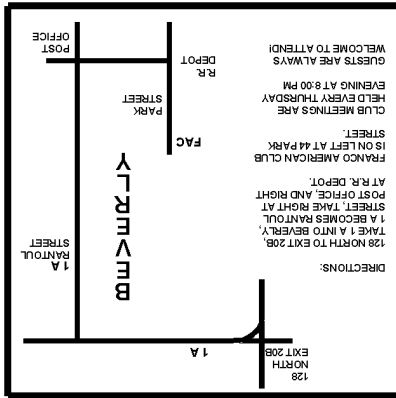 128
NORTH
EXIT 20B
1 A
DIRECTIONS:
128 NORTH TO EXIT 20B,
TAKE 1 A INTO BEVERLY,
1 A BECOMES RANTOUL
STREET, TAKE RIGHT AT
POST OFFICE, AND RIGHT
AT R.R. DEPOT.
FRANCO AMERICAN CLUB
IS ON LEFT AT 44 PARK
STREET.
CLUB MEETINGS ARE
HELD EVERY THURSDAY
EVENING AT 8:00 PM
GUESTS ARE ALWAYS
WELCOME TO ATTEND!
BEVERLY
1 A
RANTOUL
STREET
FAC
PARK
STREET
R.R.
DEPOT
POST
OFFICE